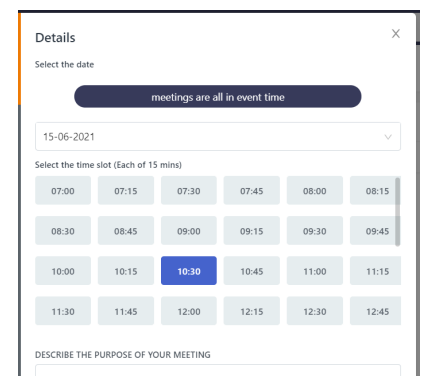 Details
X
Select the date
meetings are all in event time
15-06-2021
Select the time slot (Each of 15 mins)
07:00 07:15 07:30 07:45 08:00 08:15
08:30 08:45 09:00 09:15 09:30 09:45
10:00 10:15 10:30 10:45 11:00 11:15
11:30 11:45 12:00 12:15 12:30 12:45
DESCRIBE THE PURPOSE OF YOUR MEETING